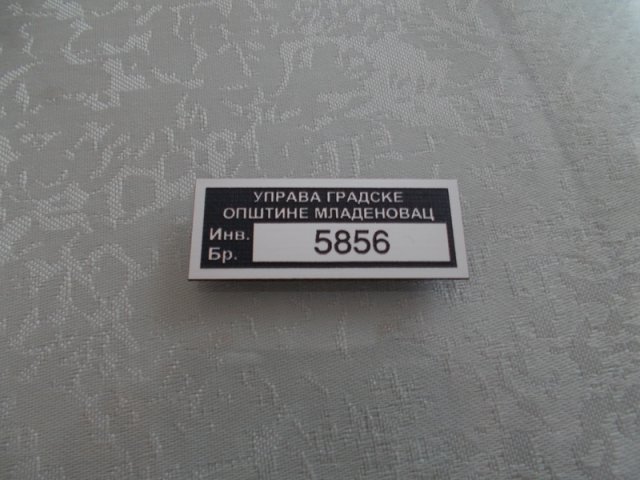 УПРАВА ГРАДСКЕ
ОПШТИНЕ МЛАДЕНОВАЦ
Инв.
Бр.
5856